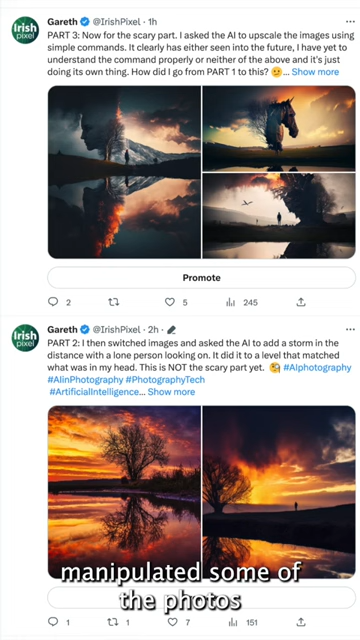 Irish
pixel
Gareth @IrishPixel · 1h
PART 3: Now for the scary part. I asked the AI to upscale the images using
simple commands. It clearly has either seen into the future, I have yet to
understand the command properly or neither of the above and it's just
doing its own thing. How did I go from PART 1 to this? 😕... Show more
Promote
2
5
245
Irish
pixel
Gareth @IrishPixel · 2h ·
PART 2: I then switched images and asked the AI to add a storm in the
distance with a lone person looking on. It did it to a level that matched
what was in my head. This is NOT the scary part yet. 🧐 #AIphotography
#AIinPhotography #PhotographyTech
#ArtificialIntelligence... Show more
manipulated some of
the photos
1
1
7
151